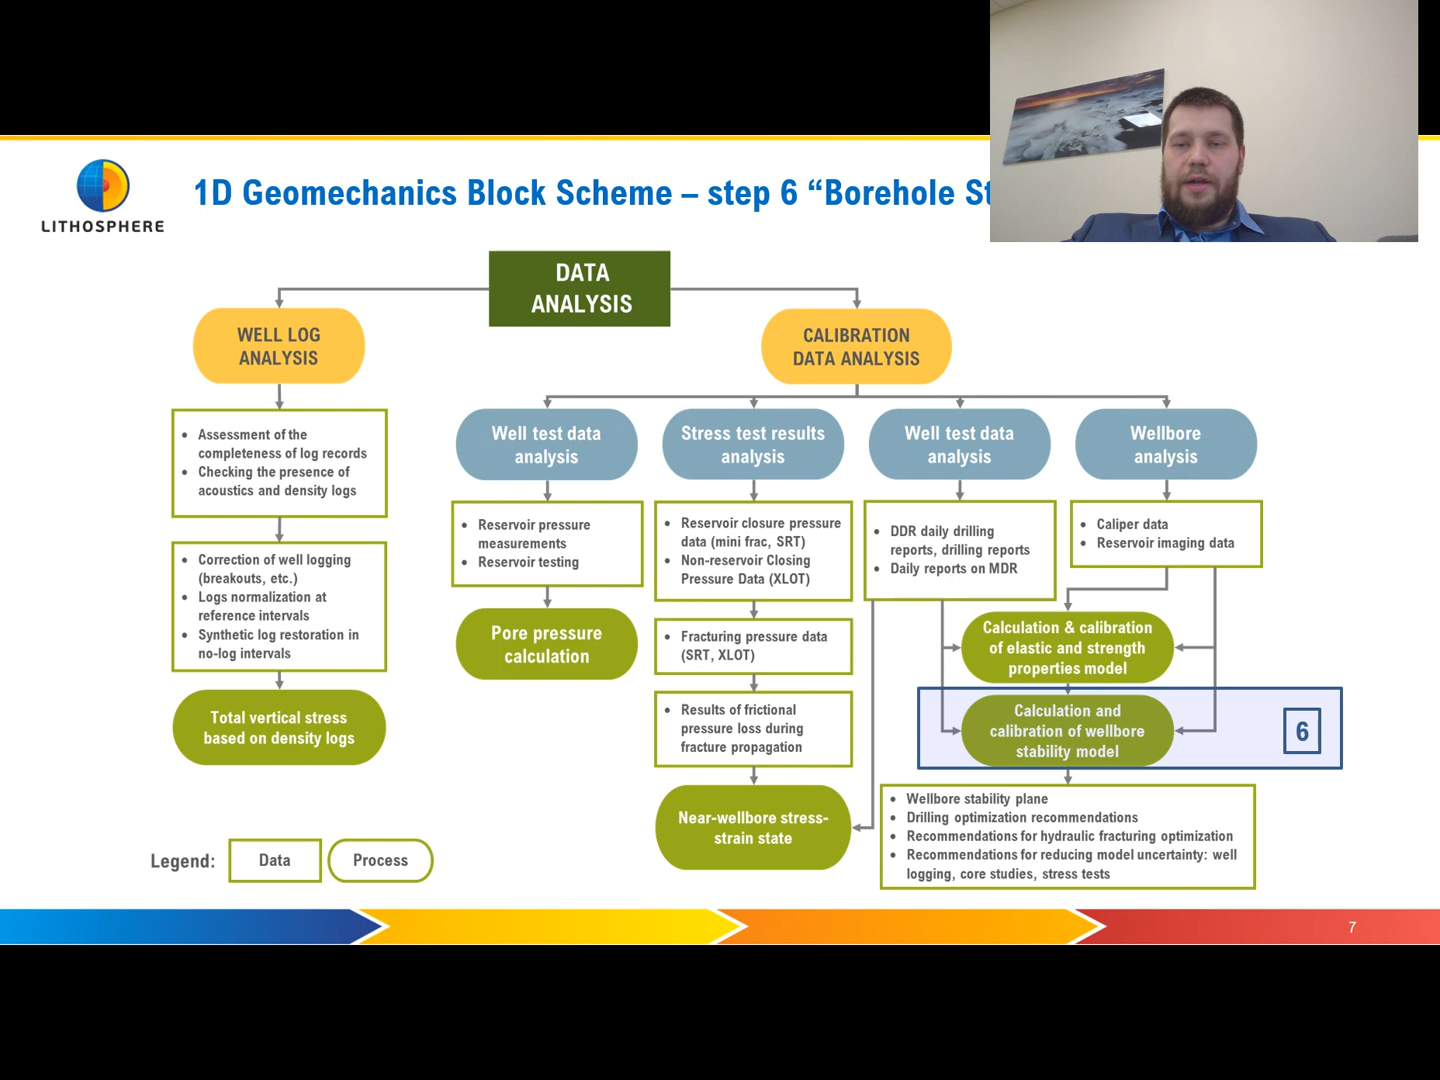 LITHOSPHERE
1D Geomechanics Block Scheme – step 6 “Borehole
DATA
ANALYSIS
WELL LOG
ANALYSIS
CALIBRATION
DATA ANALYSIS
• Assessment of the
completeness of log records
• Checking the presence of
acoustics and density logs
• Correction of well logging
(breakouts, etc.)
• Logs normalization at
reference intervals
• Synthetic log restoration in
no-log intervals
Total vertical stress
based on density logs
Well test data
analysis
• Reservoir pressure
measurements
• Reservoir testing
Pore pressure
calculation
Stress test results
analysis
• Reservoir closure pressure
data (mini frac, SRT)
• Non-reservoir Closing
Pressure Data (XLOT)
• Fracturing pressure data
(SRT, XLOT)
• Results of frictional
pressure loss during
fracture propagation
Near-wellbore stress-
strain state
Well test data
analysis
• DDR daily drilling
reports, drilling reports
• Daily reports on MDR
Wellbore
analysis
• Caliper data
• Reservoir imaging data
Calculation & calibration
of elastic and strength
properties model
Calculation and
calibration of wellbore
stability model
6
• Wellbore stability plane
• Drilling optimization recommendations
• Recommendations for hydraulic fracturing optimization
• Recommendations for reducing model uncertainty: well
logging, core studies, stress tests
Legend:
Data
Process
7